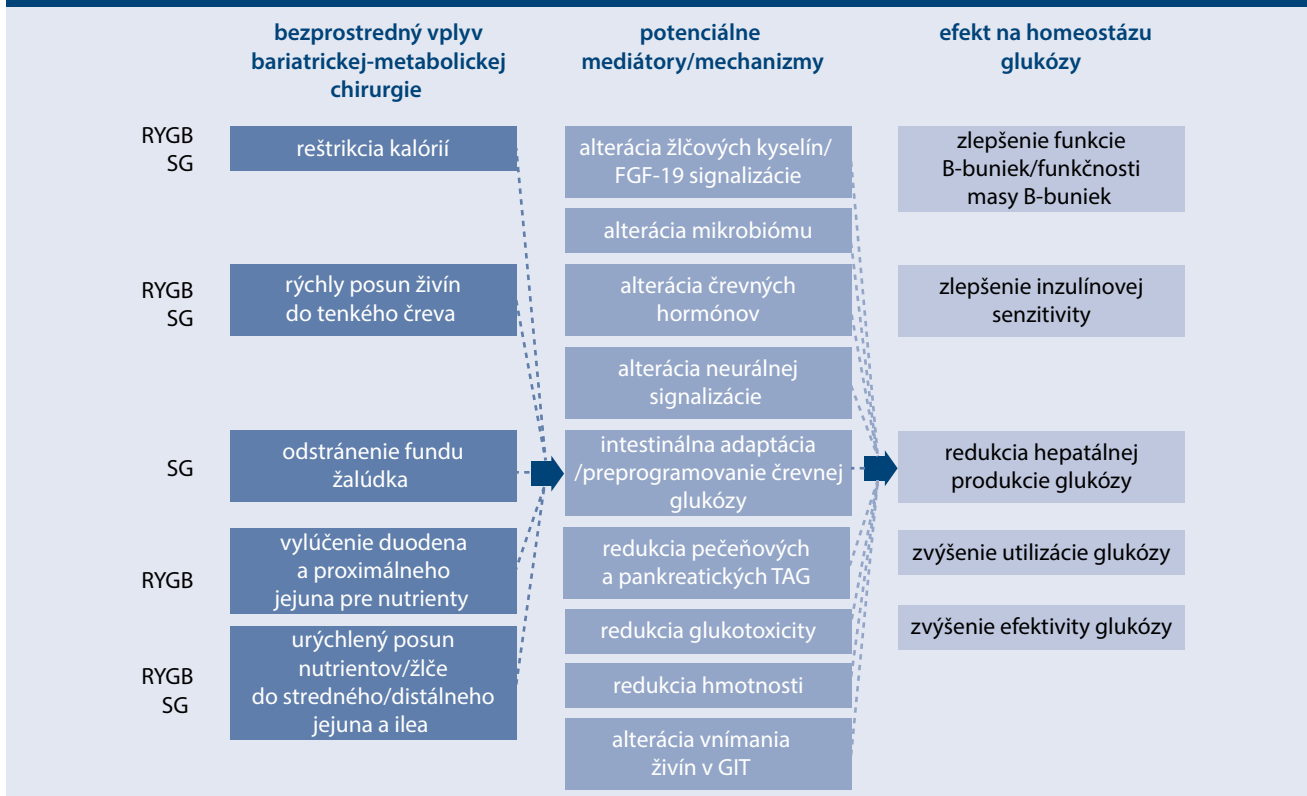 bezprostredný vplyv
bariatrickej-metabolickej
chirurgie
potenciálne
mediátory/mechanizmy
efekt na homeostázu
glukózy
RYGB
SG
reštrikcia kalórií
RYGB
SG
rýchly posun živín
do tenkého čreva
SG
odstránenie fundu
žalúdka
RYGB
vylúčenie duodena
a proximálneho
jejuna pre nutrienty
RYGB
SG
urýchlený posun
nutrientov/žlče
do stredného/distálneho
jejuna a ilea
alterácia žlčových kyselín/
FGF-19 signalizácie
alterácia mikrobiómu
alterácia črevných
hormónov
alterácia neurálnej
signalizácie
intestinálna adaptácia
/preprogramovanie črevnej
glukózy
redukcia pečeňových
a pankreatických TAG
redukcia glukotoxicity
redukcia hmotnosti
alterácia vnímania
živín v GIT
zlepšenie funkcie
B-buniek/funkčnosti
masy B-buniek
zlepšenie inzulínovej
senzitivity
redukcia hepatálnej
produkcie glukózy
zvýšenie utilizácie glukózy
zvýšenie efektivity glukózy